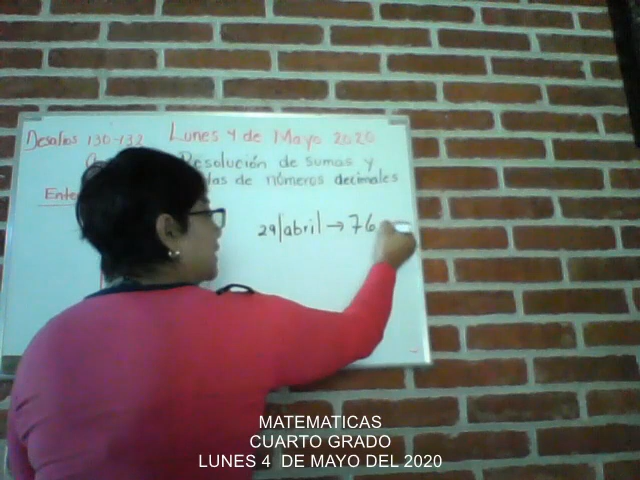 Desafíos 130-132 Lunes 4 de Mayo 2020
Resolución de sumas y
de números decimales
Ente
29|abril → 76
MATEMATICAS
CUARTO GRADO
LUNES 4 DE MAYO DEL 2020